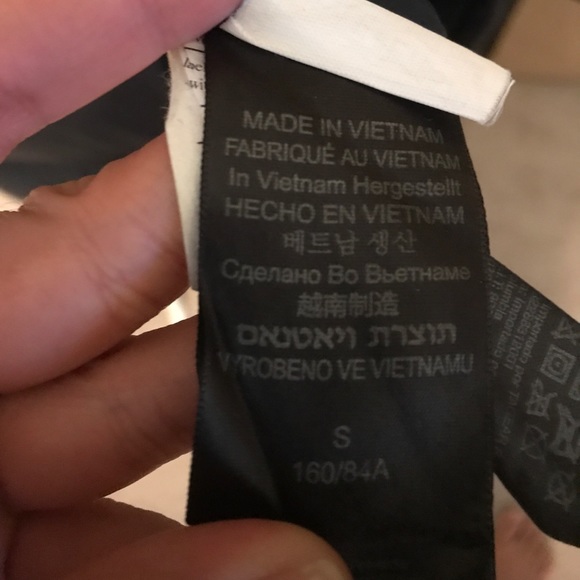 MADE IN VIETNAM
FABRIQUÉ AU VIETNAM
In Vietnam Hergestellt
HECHO EN VIETNAM
베트남 생산
Сделано Во Вьетнаме
越南制造
תוצרת וויאטנאם
VYROBENO VE VIETNAMU
S
160/84A